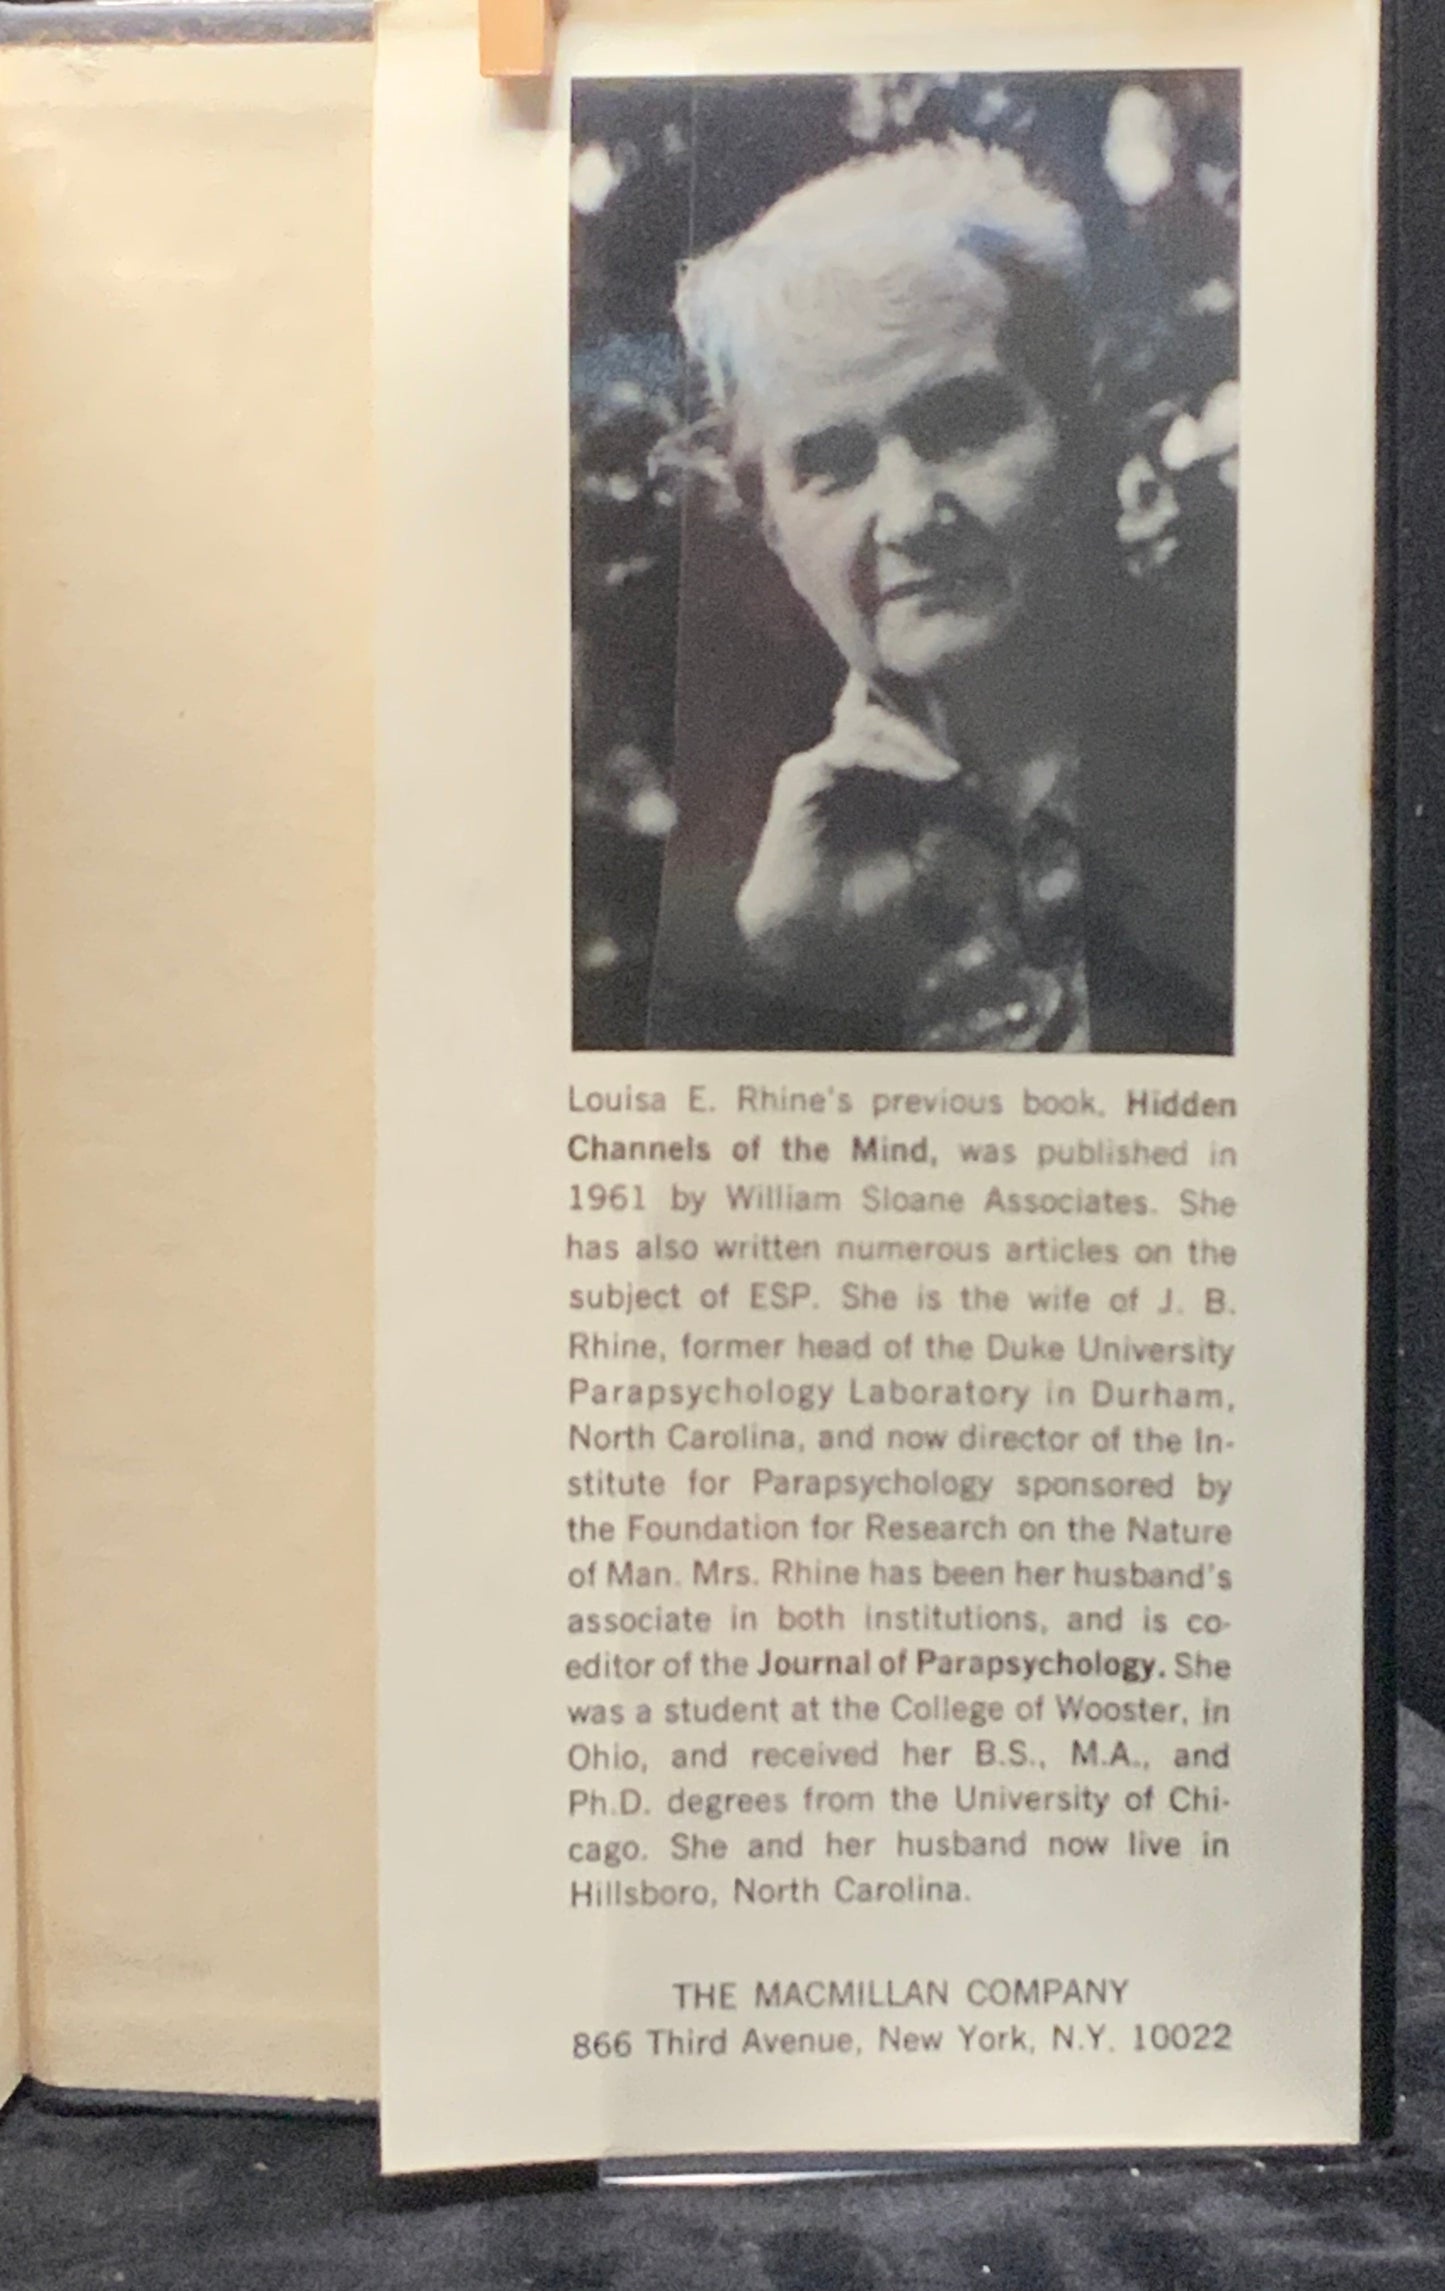 Louisa E. Rhine's previous book, Hidden
Channels of the Mind, was published in
1961 by William Sloane Associates. She
has also written numerous articles on the
subject of ESP. She is the wife of J. B.
Rhine, former head of the Duke University
Parapsychology Laboratory in Durham,
North Carolina, and now director of the In-
stitute for Parapsychology sponsored by
the Foundation for Research on the Nature
of Man. Mrs. Rhine has been her husband's
associate in both institutions, and is co-
editor of the Journal of Parapsychology. She
was a student at the College of Wooster, in
Ohio, and received her B.S., M.A., and
Ph.D. degrees from the University of Chi-
cago. She and her husband now live in
Hillsboro, North Carolina.
THE MACMILLAN COMPANY
866 Third Avenue, New York, N.Y. 10022